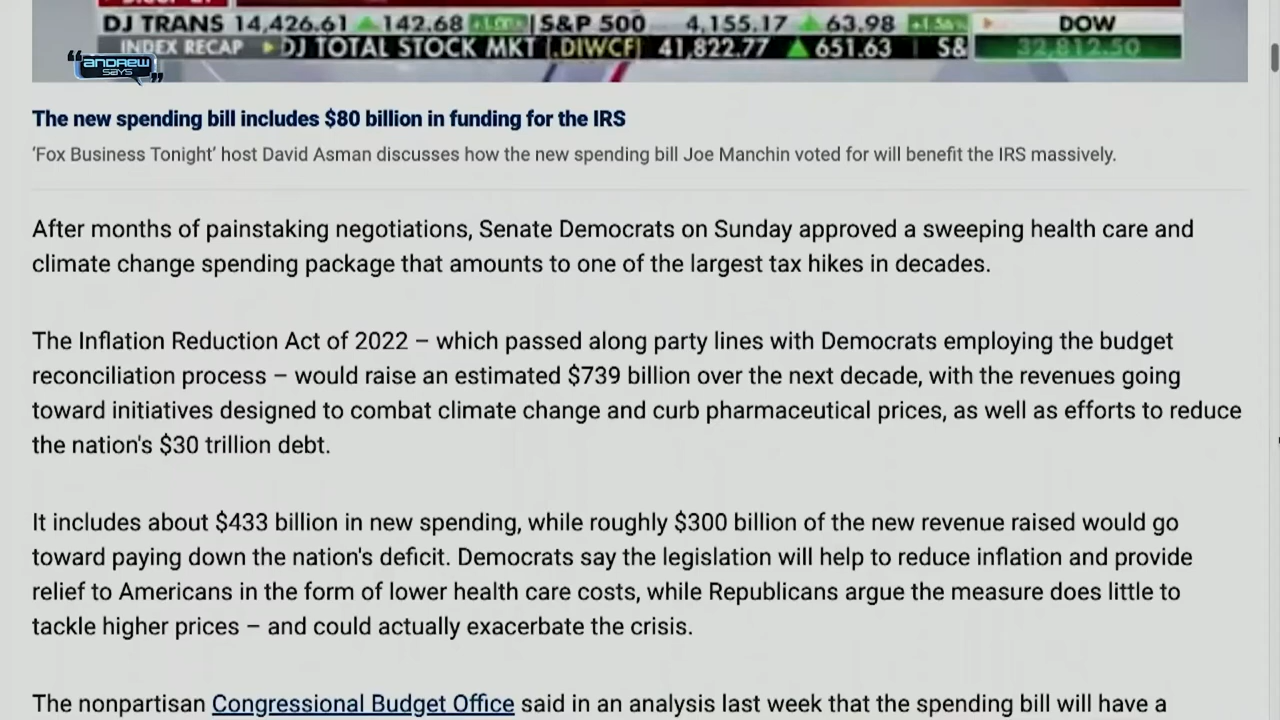 DJ TRANS 14,426.61 ▲ 142.68 +1.00% S&P 500 4,155.17 ▲ 63.98 +1.56% DOW
INDEX RECAP ► DJ TOTAL STOCK MKT [.DIWCF] 41,822.77 ▲ 651.63 S& 32,812.50
"ANDREW
SAYS"
The new spending bill includes $80 billion in funding for the IRS
'Fox Business Tonight' host David Asman discusses how the new spending bill Joe Manchin voted for will benefit the IRS massively.
After months of painstaking negotiations, Senate Democrats on Sunday approved a sweeping health care and
climate change spending package that amounts to one of the largest tax hikes in decades.
The Inflation Reduction Act of 2022 – which passed along party lines with Democrats employing the budget
reconciliation process – would raise an estimated $739 billion over the next decade, with the revenues going
toward initiatives designed to combat climate change and curb pharmaceutical prices, as well as efforts to reduce
the nation's $30 trillion debt.
It includes about $433 billion in new spending, while roughly $300 billion of the new revenue raised would go
toward paying down the nation's deficit. Democrats say the legislation will help to reduce inflation and provide
relief to Americans in the form of lower health care costs, while Republicans argue the measure does little to
tackle higher prices – and could actually exacerbate the crisis.
The nonpartisan Congressional Budget Office said in an analysis last week that the spending bill will have a